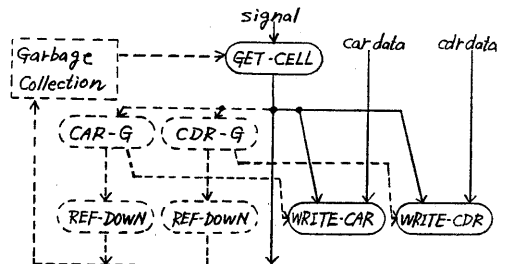 signal
Garbage
Collection
GET-CELL
car data
cdr data
CAR-G
CDR-G
REF-DOWN
REF-DOWN
WRITE-CAR
WRITE-CDR